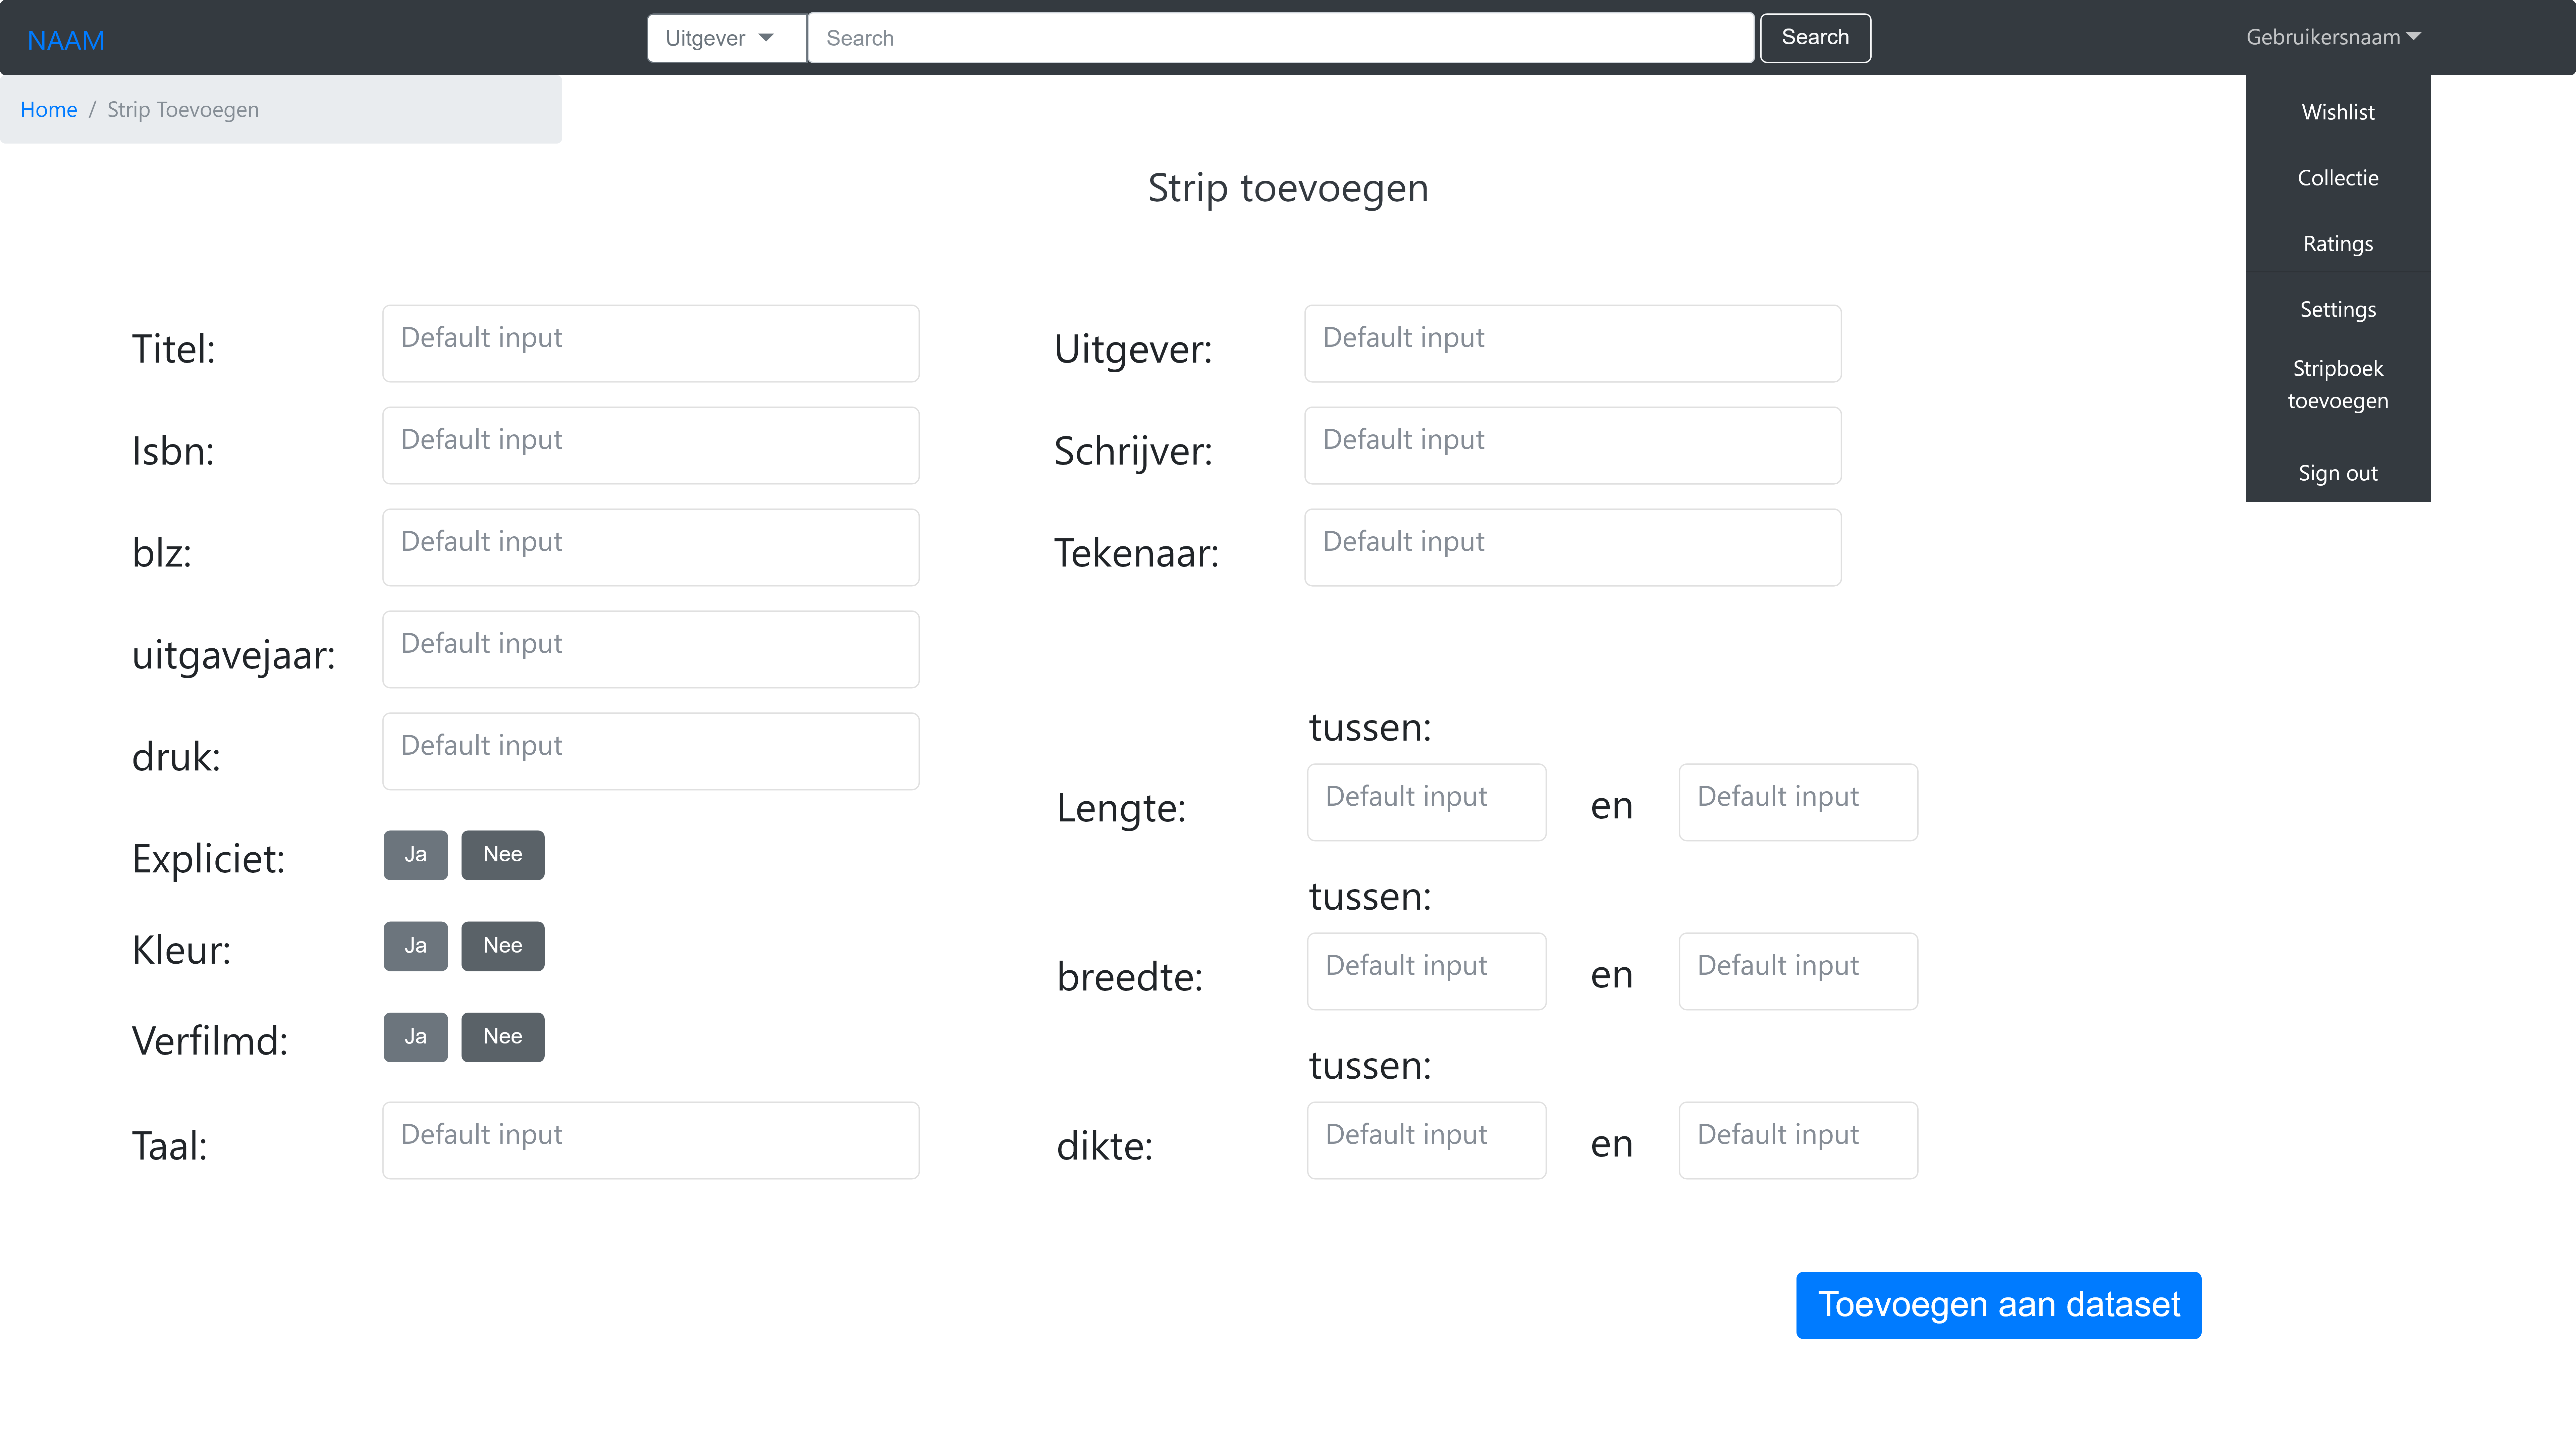 NAAM
Uitgever
Search
Search
Gebruikersnaam
Home / Strip Toevoegen
Wishlist
Collectie
Ratings
Settings
Stripboek
toevoegen
Sign out
Strip toevoegen
Titel: Default input
Isbn: Default input
blz: Default input
uitgavejaar: Default input
druk: Default input
Expliciet: Ja Nee
Kleur: Ja Nee
Verfilmd: Ja Nee
Taal: Default input
Uitgever: Default input
Schrijver: Default input
Tekenaar: Default input
tussen:
Lengte: Default input en Default input
tussen:
breedte: Default input en Default input
tussen:
dikte: Default input en Default input
Toevoegen aan dataset